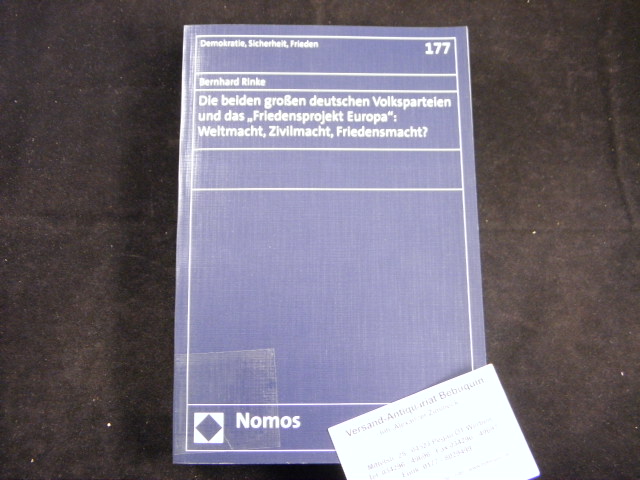 Demokratie, Sicherheit, Frieden
177
Bernhard Rinke
Die beiden großen deutschen Volksparteien
und das „Friedensprojekt Europa“:
Weltmacht, Zivilmacht, Friedensmacht?
Nomos
Versand-Antiquariat Bebuquin